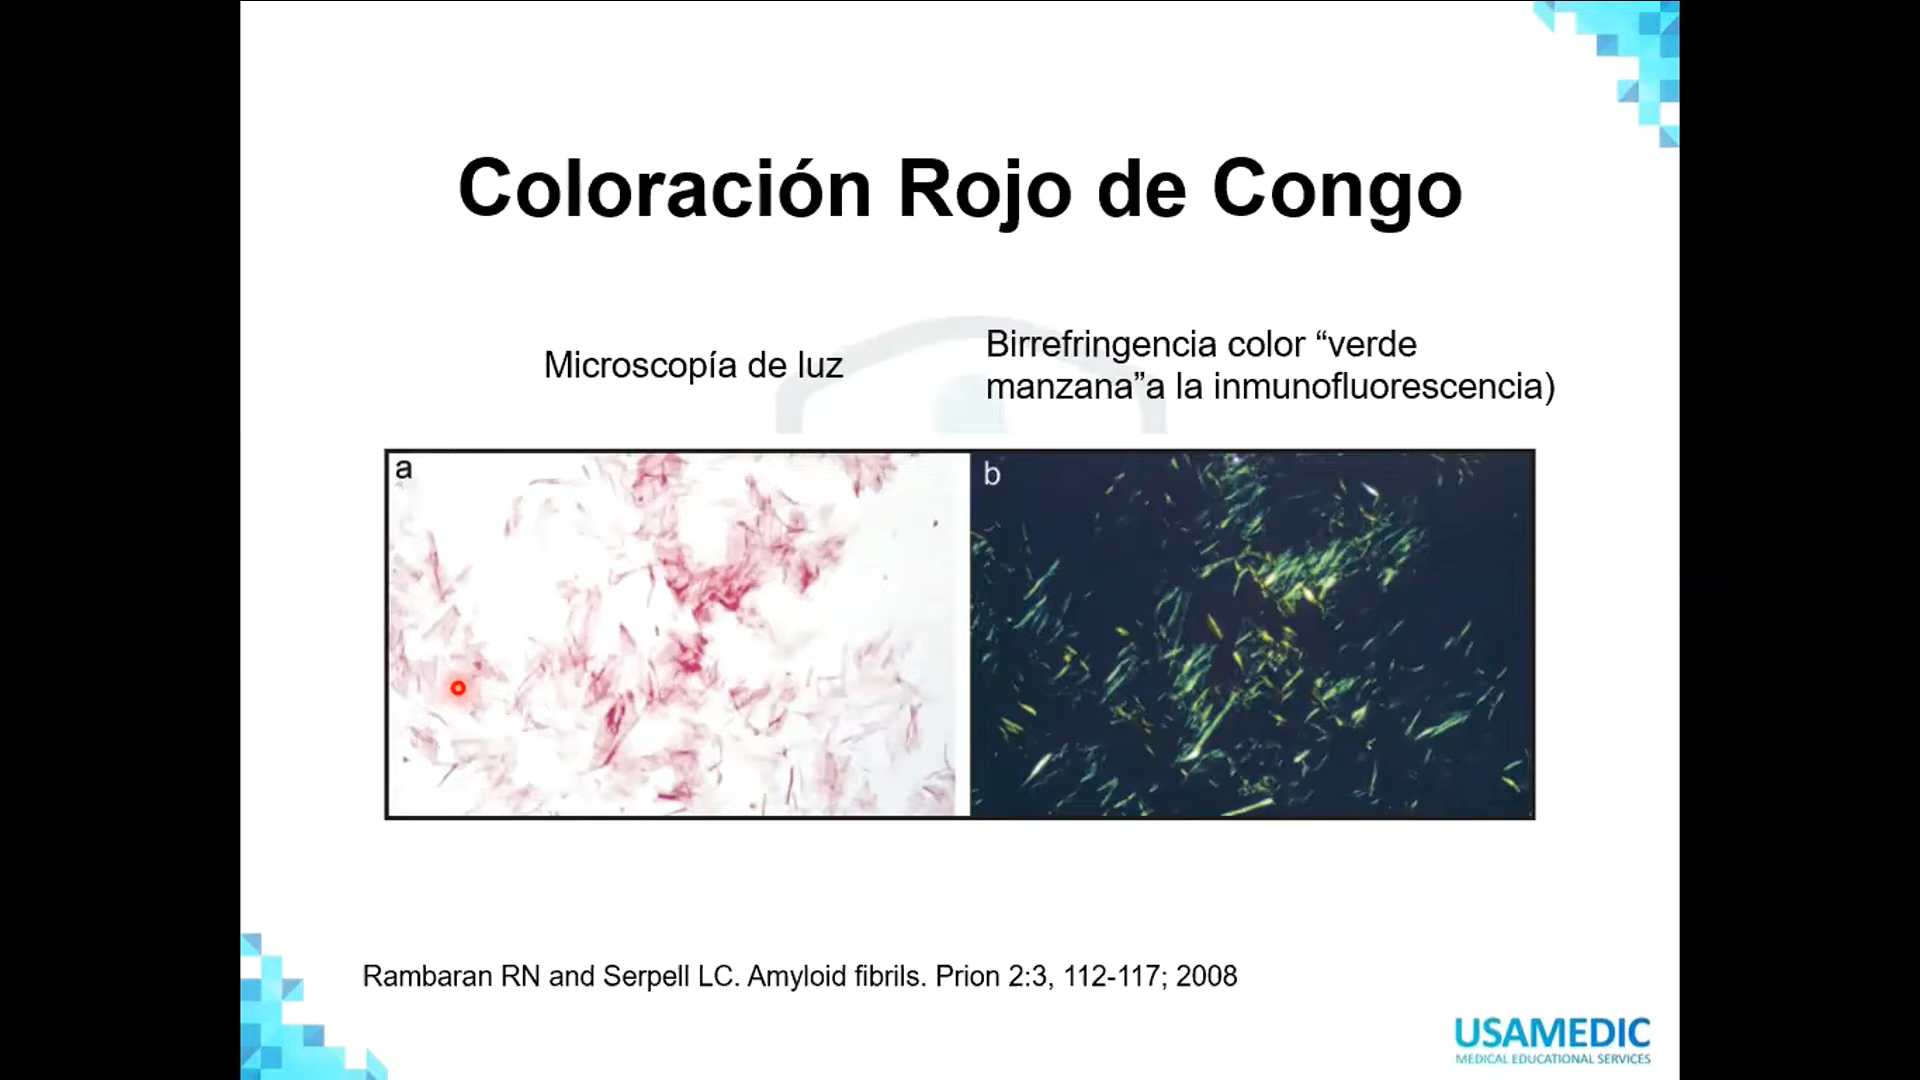 Coloración Rojo de Congo
Microscopía de luz
Birrefringencia color “verde
manzana”a la inmunofluorescencia)
a
b
Rambaran RN and Serpell LC. Amyloid fibrils. Prion 2:3, 112-117; 2008
USAMEDIC
MEDICAL EDUCATIONAL SERVICES